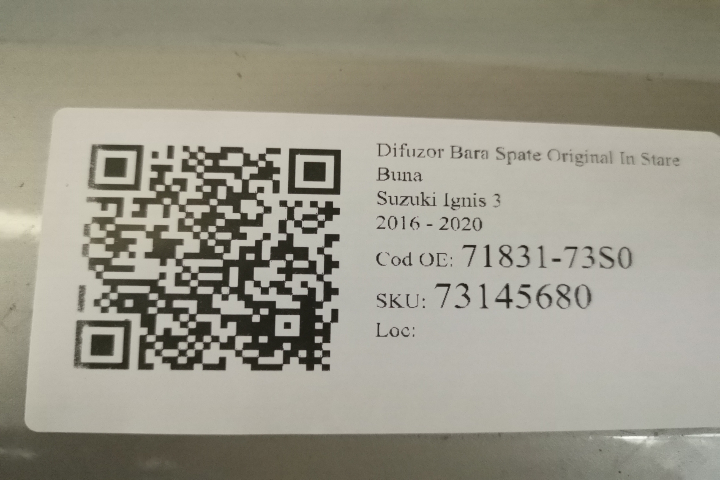 Difuzor Bara Spate Original In Stare
Buna
Suzuki Ignis 3
2016 - 2020
Cod OE: 71831-73S0
SKU: 73145680
Loc: